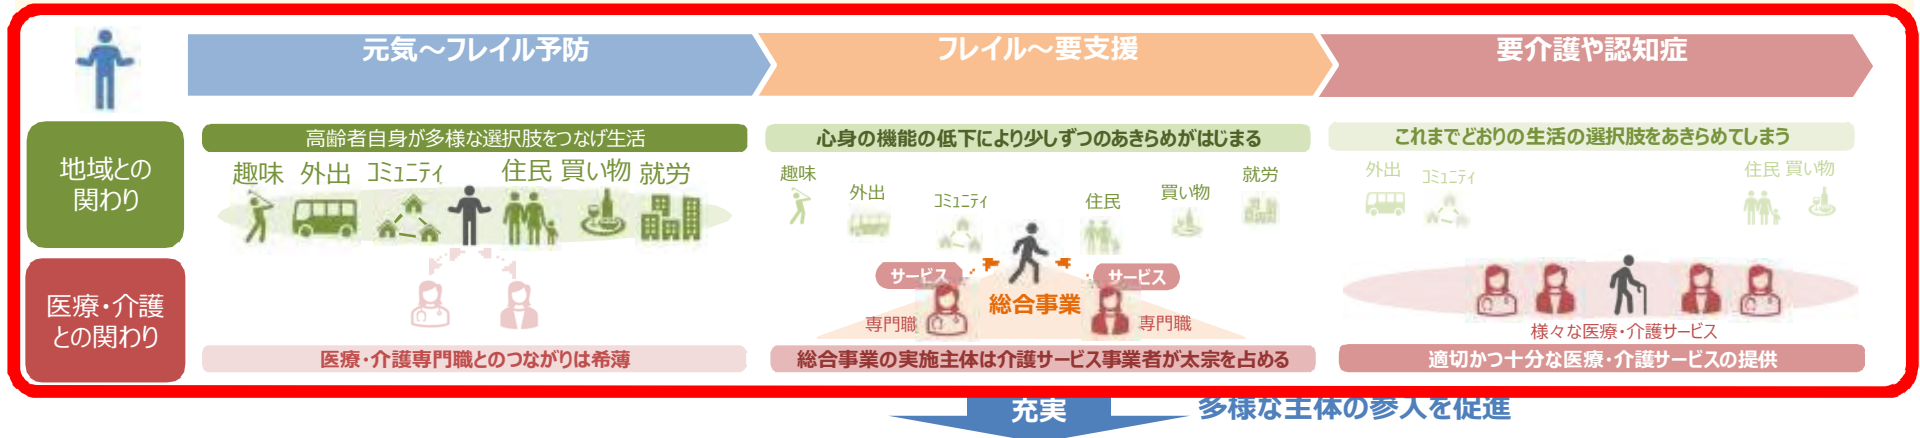 元気～フレイル予防
フレイル～要支援
要介護や認知症
地域との
関わり
高齢者自身が多様な選択肢をつなげ生活
趣味 外出 コミュニティ 住民 買い物 就労
心身の機能の低下により少しずつのあきらめがはじまる
趣味
外出
コミュニティ
住民
買い物
就労
これまでどおりの生活の選択肢をあきらめてしまう
外出
コミュニティ
住民 買い物
医療・介護
との関わり
医療・介護専門職とのつながりは希薄
サービス
サービス
総合事業
専門職
専門職
総合事業の実施主体は介護サービス事業者が太宗を占める
様々な医療・介護サービス
適切かつ十分な医療・介護サービスの提供
充実
多様な主体の参入を促進